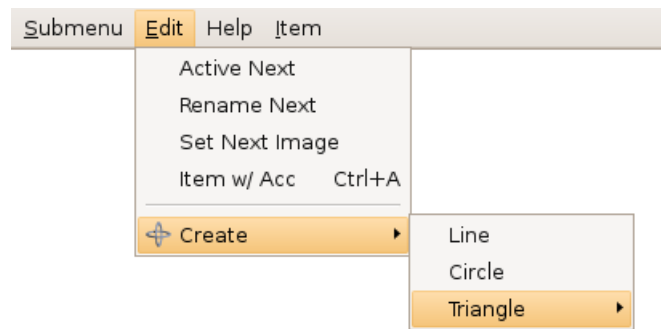 Submenu Edit Help Item
Active Next
Rename Next
Set Next Image
Item w/ Acc Ctrl+A
Create
Line
Circle
Triangle